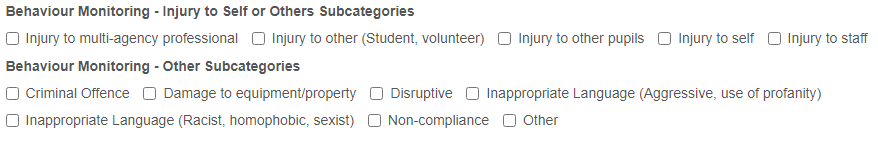 Behaviour Monitoring - Injury to Self or Others Subcategories
Injury to multi-agency professional Injury to other (Student, volunteer) Injury to other pupils Injury to self Injury to staff
Behaviour Monitoring - Other Subcategories
Criminal Offence Damage to equipment/property Disruptive Inappropriate Language (Aggressive, use of profanity)
Inappropriate Language (Racist, homophobic, sexist) Non-compliance Other